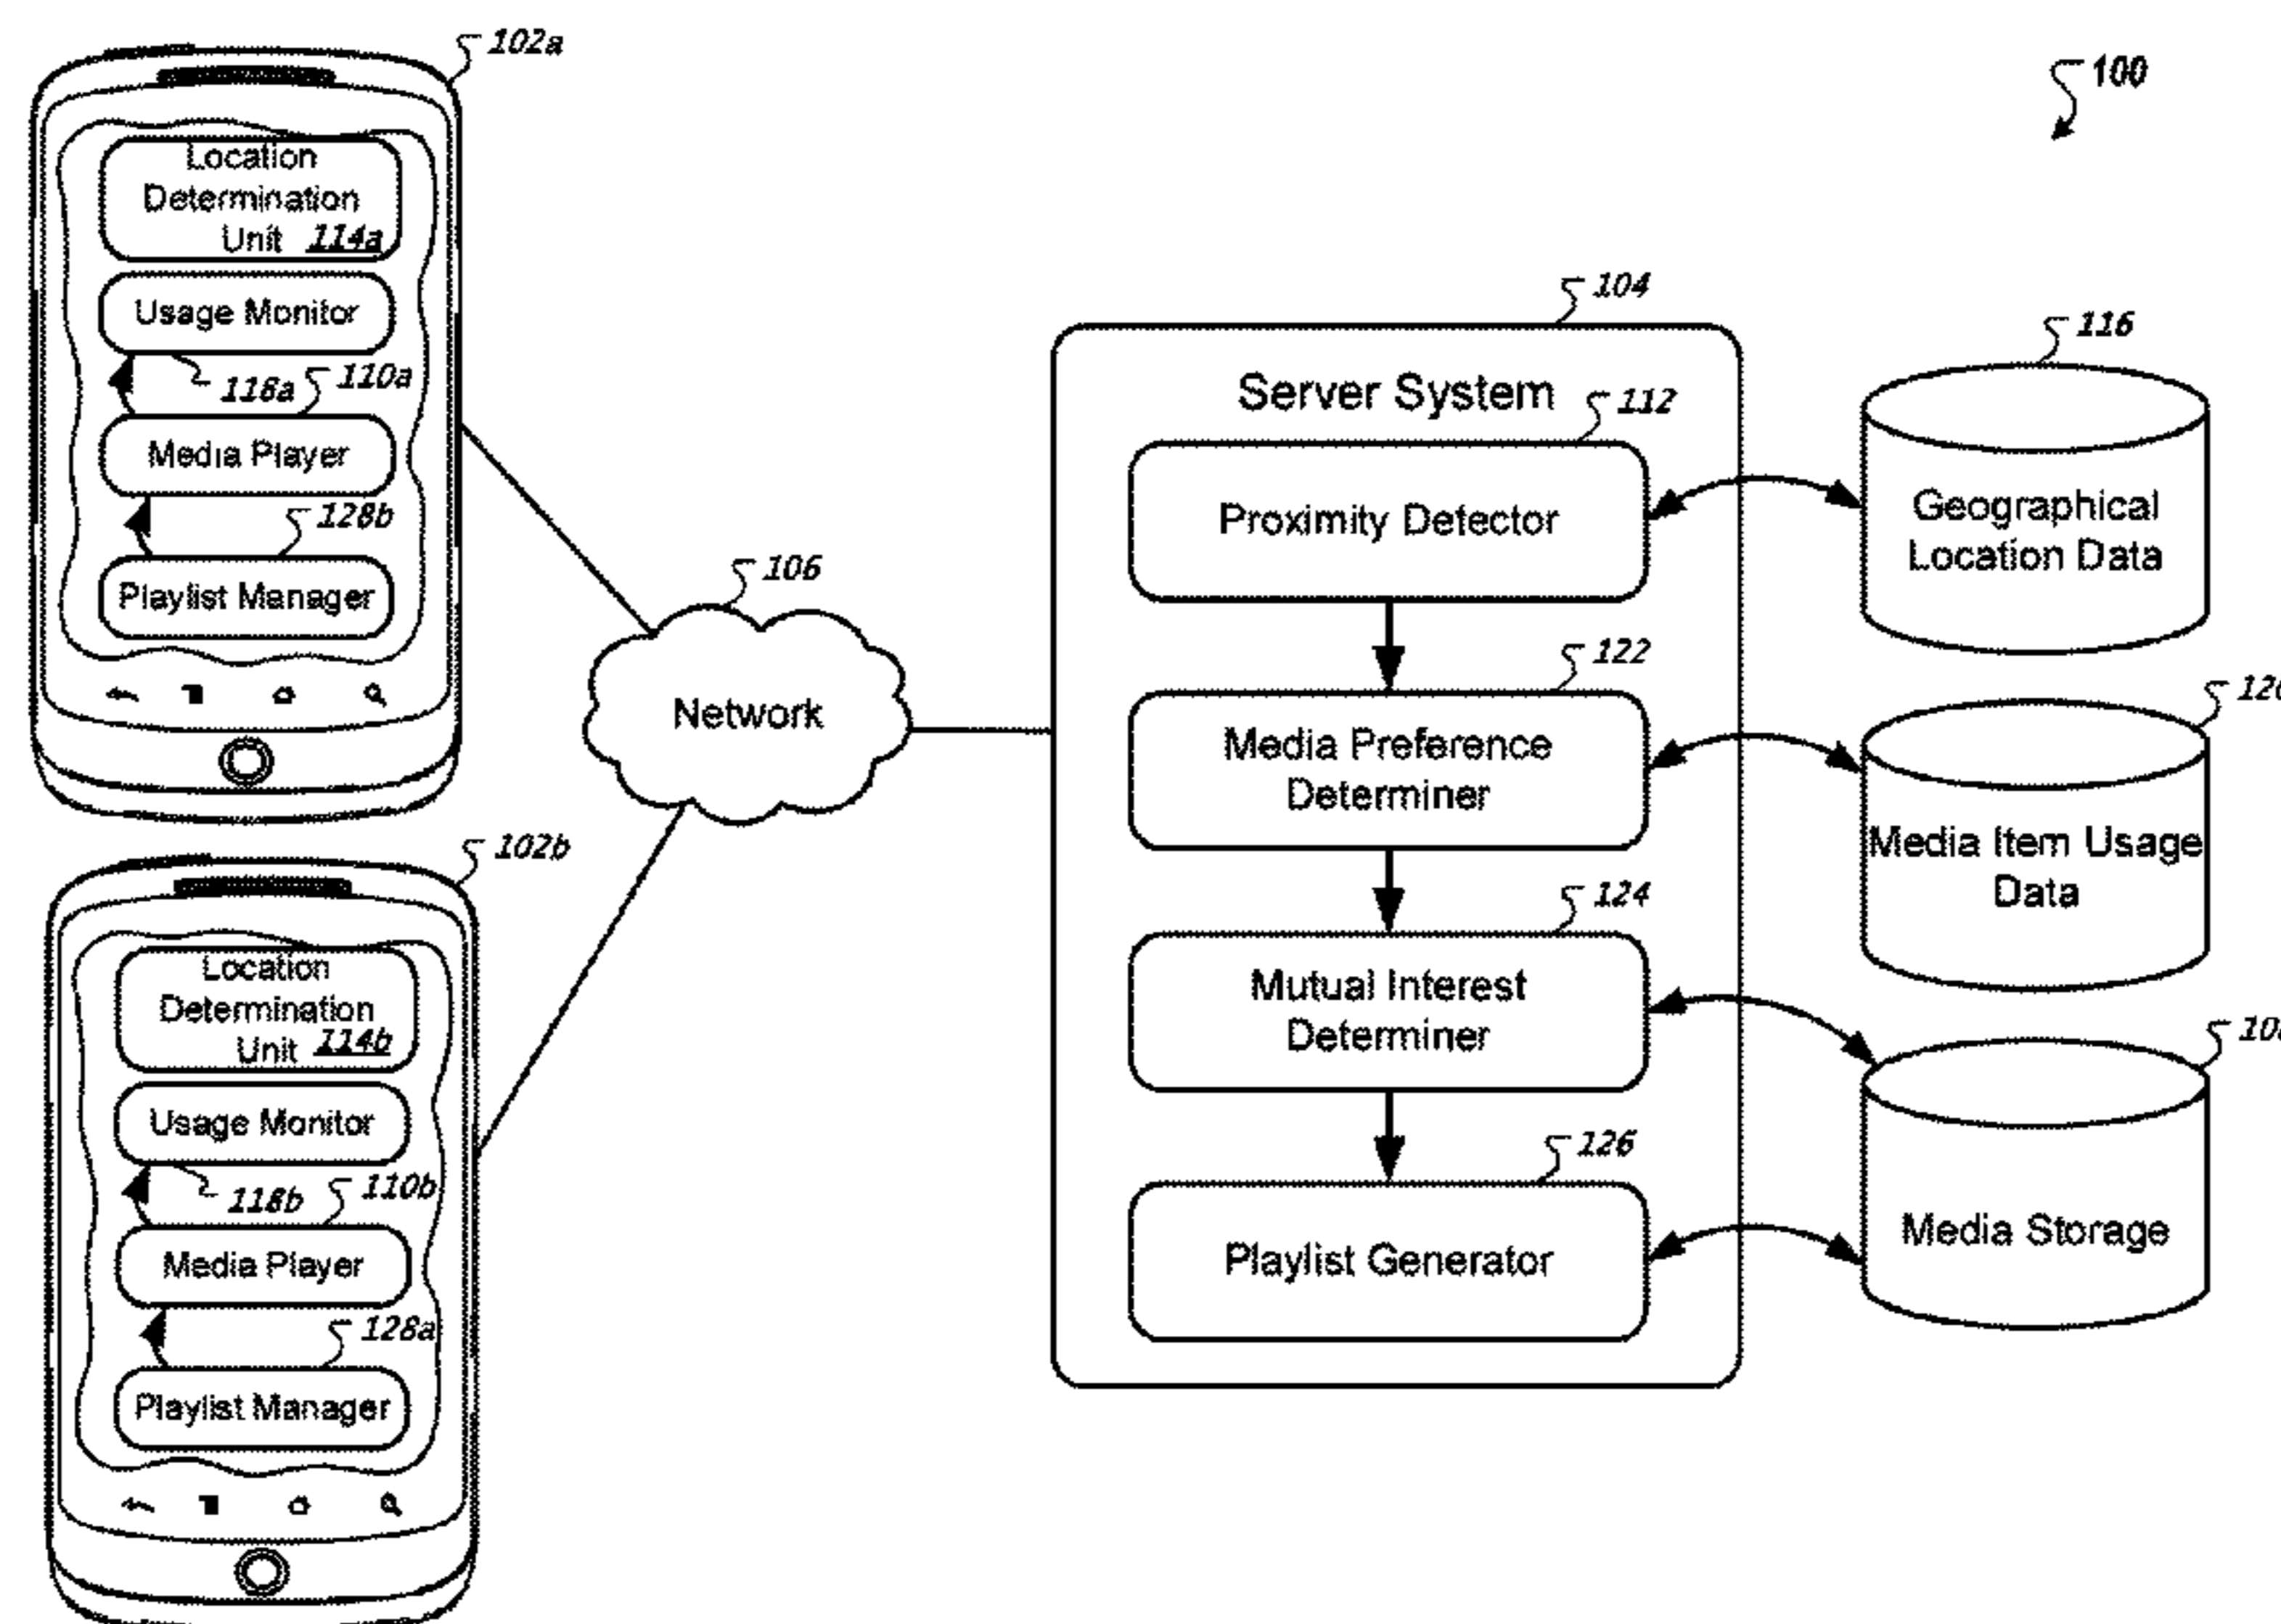 102a
100
Location
Determination
Unit 114a
Usage Monitor
118a
110a
Media Player
128b
Playlist Manager
102b
Location
Determination
Unit 114b
Usage Monitor
118b
110b
Media Player
128a
Playlist Manager
106
Network
104
Server System
112
Proximity Detector
122
Media Preference
Determiner
124
Mutual Interest
Determiner
126
Playlist Generator
116
Geographical
Location Data
Media Item Usage
Data
Media Storage